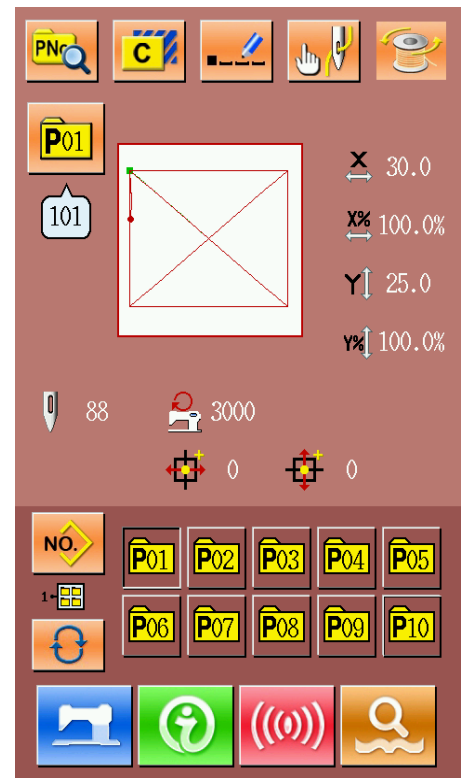 PNo.
C
P01
101
X 30.0
X% 100.0%
Y 25.0
Y% 100.0%
88 3000
0 0
NO.
P01 P02 P03 P04 P05
1-
P06 P07 P08 P09 P10